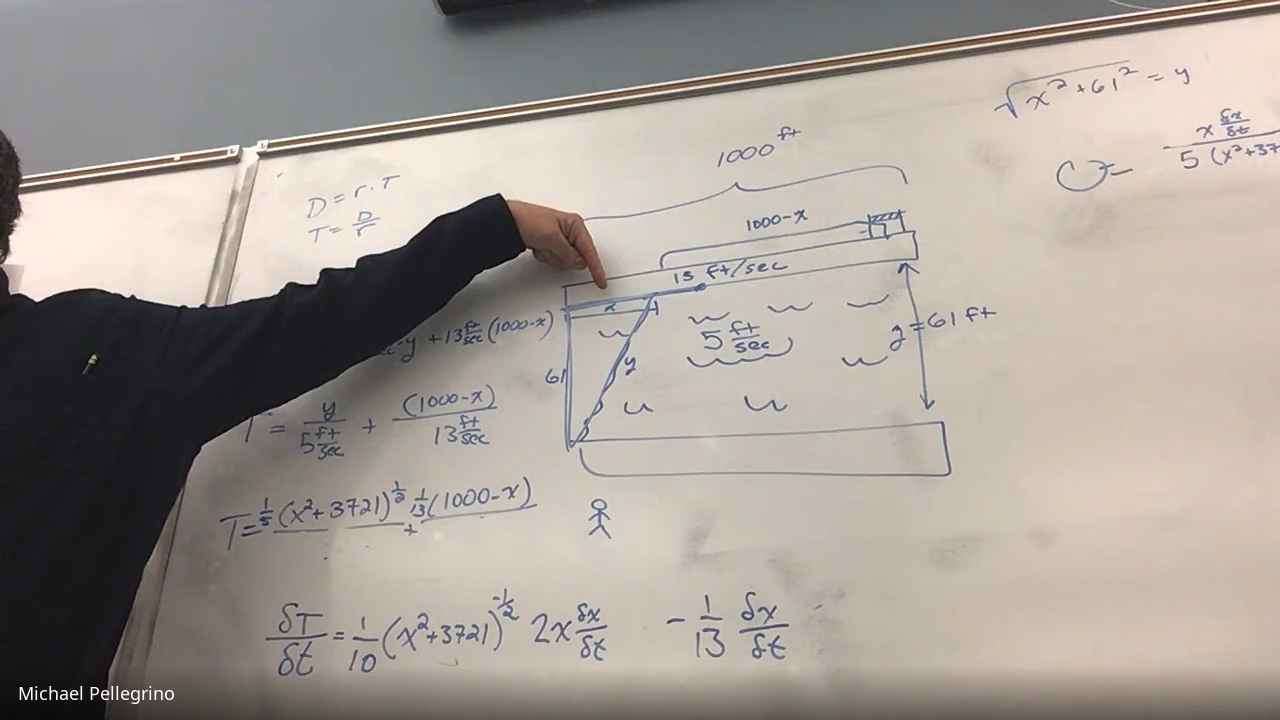 √x²+61² = y
1000 ft
x δx/δt
5 (x²+37
D = r · T
T = D/r
1000-x
13 ft/sec
x
y + 13 ft/sec (1000-x)
5 ft/sec
y
61
= 61 ft
T = y / 5 ft/sec + (1000-x) / 13 ft/sec
T = 1/5 (x²+3721)^1/2 + 1/13 (1000-x)
δT/δt = 1/10 (x²+3721)^-1/2 2x δx/δt - 1/13 δx/δt
Michael Pellegrino